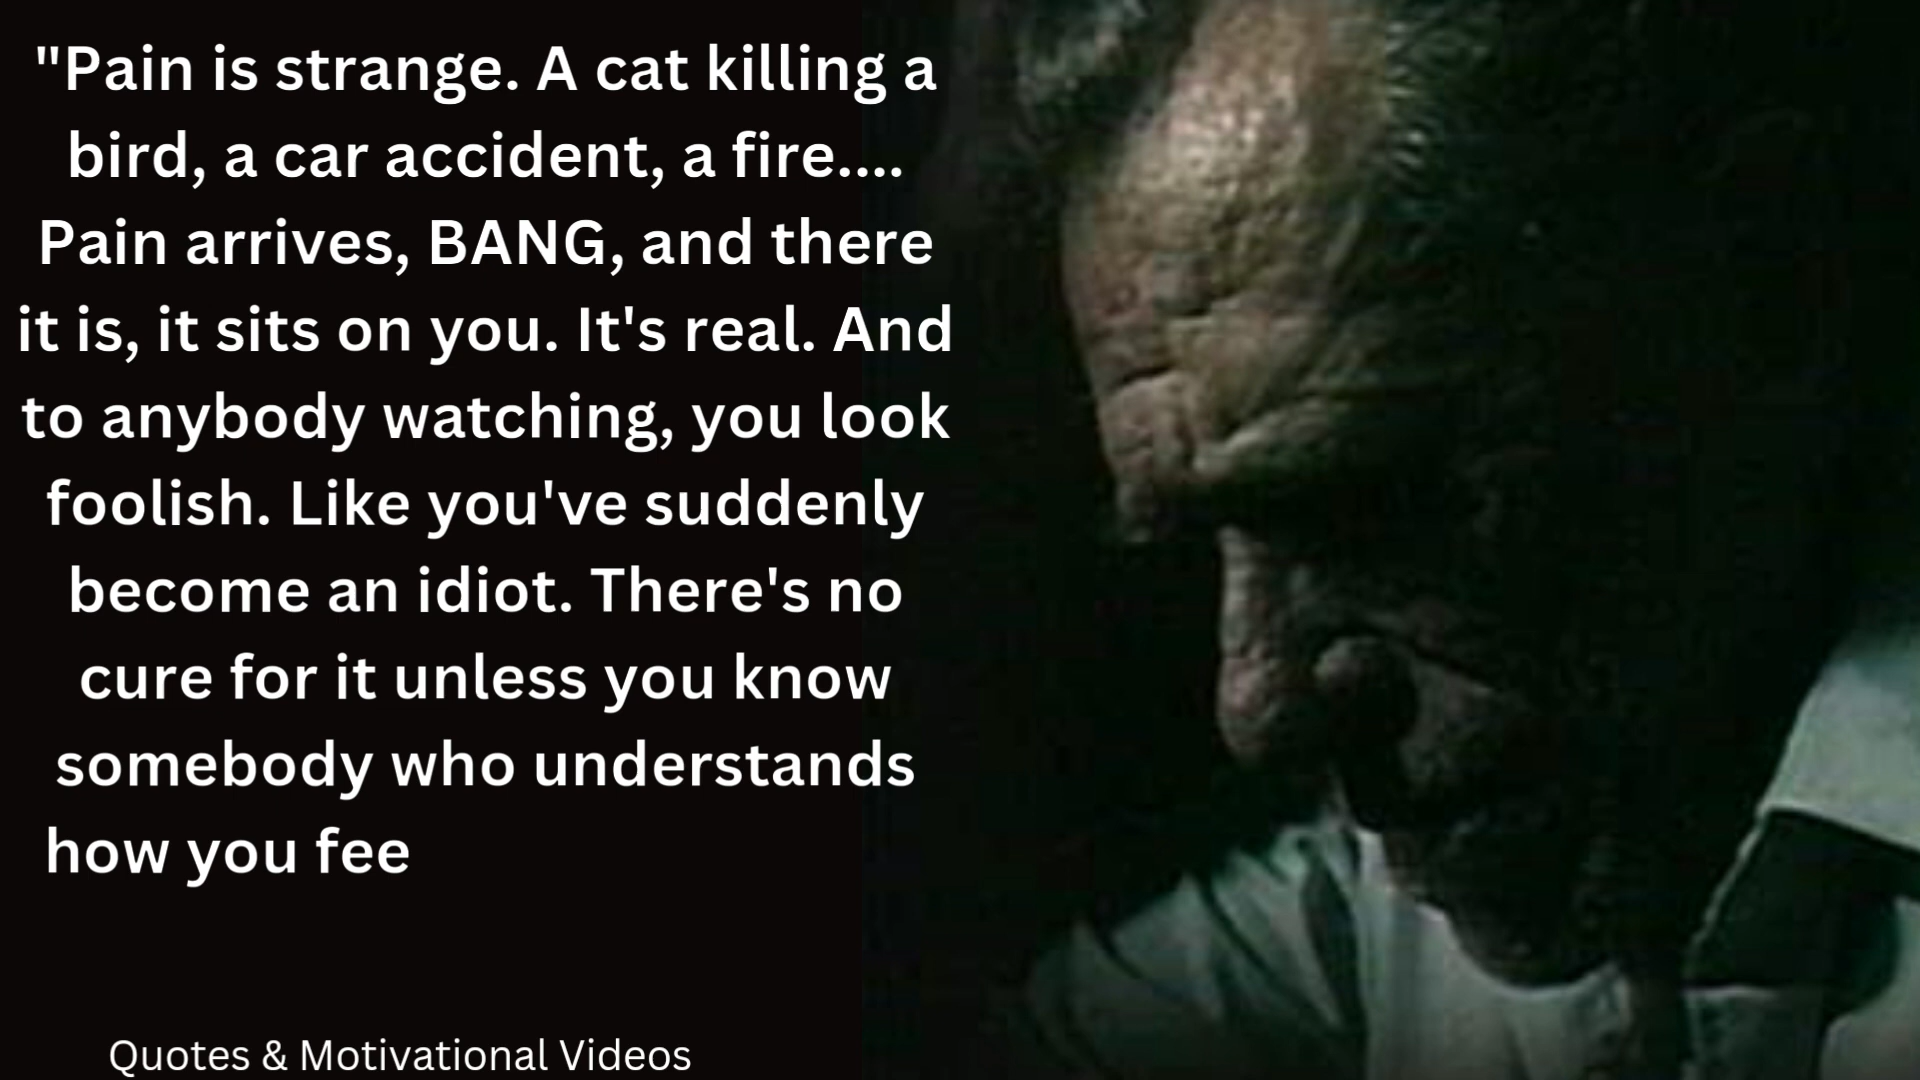 "Pain is strange. A cat killing a
bird, a car accident, a fire....
Pain arrives, BANG, and there
it is, it sits on you. It's real. And
to anybody watching, you look
foolish. Like you've suddenly
become an idiot. There's no
cure for it unless you know
somebody who understands
how you fee
Quotes & Motivational Videos